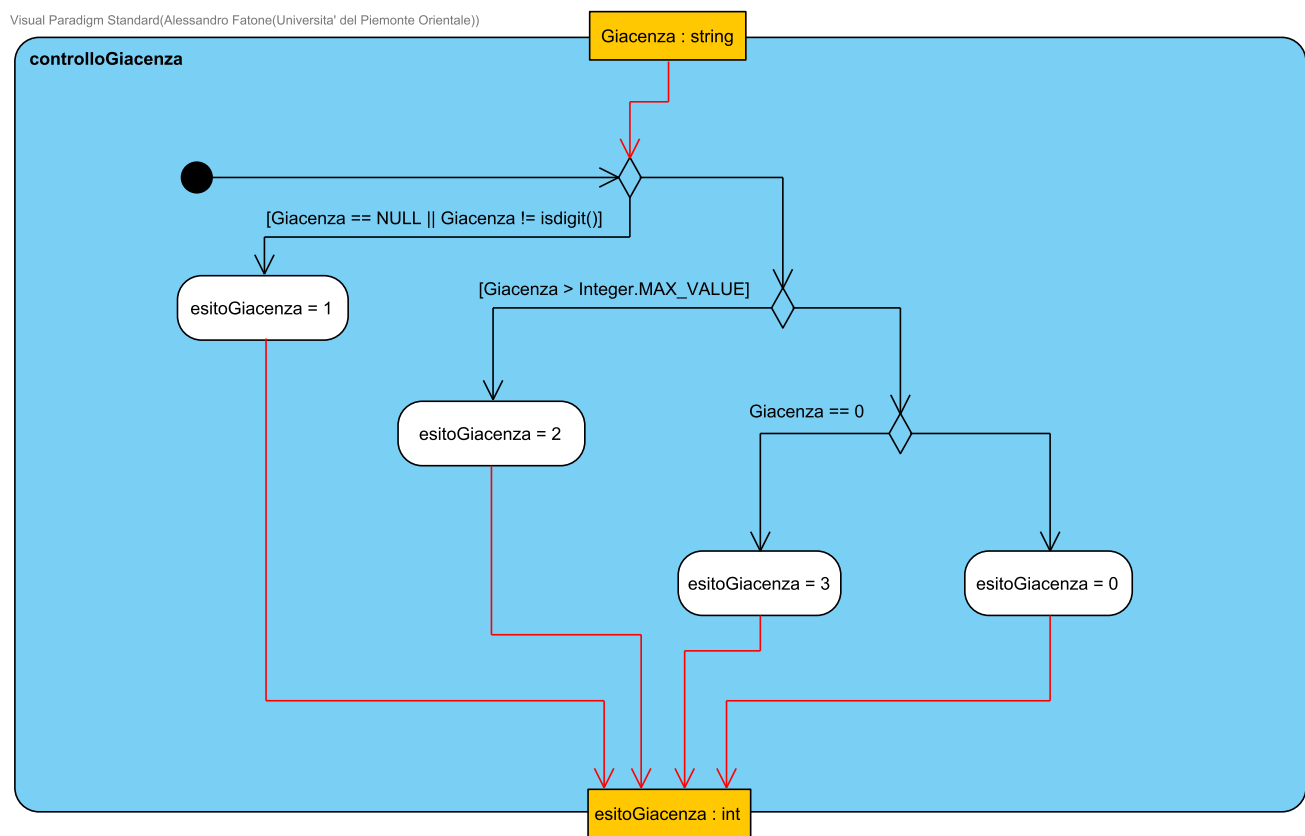 Visual Paradigm Standard(Alessandro Fatone(Universita' del Piemonte Orientale))
Giacenza : string
controlloGiacenza
[Giacenza == NULL || Giacenza != isdigit()]
[Giacenza > Integer.MAX_VALUE]
esitoGiacenza = 1
Giacenza == 0
esitoGiacenza = 2
esitoGiacenza = 3
esitoGiacenza = 0
esitoGiacenza : int